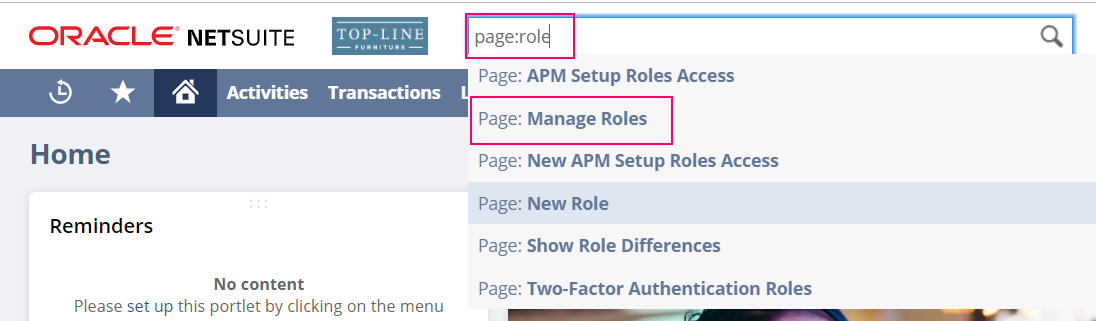 ORACLE NETSUITE
TOP-LINE
FURNITURE
page:role
Page: APM Setup Roles Access
Activities Transactions L
Page: Manage Roles
Home
Page: New APM Setup Roles Access
Page: New Role
Reminders
Page: Show Role Differences
No content
Page: Two-Factor Authentication Roles
Please set up this portlet by clicking on the menu